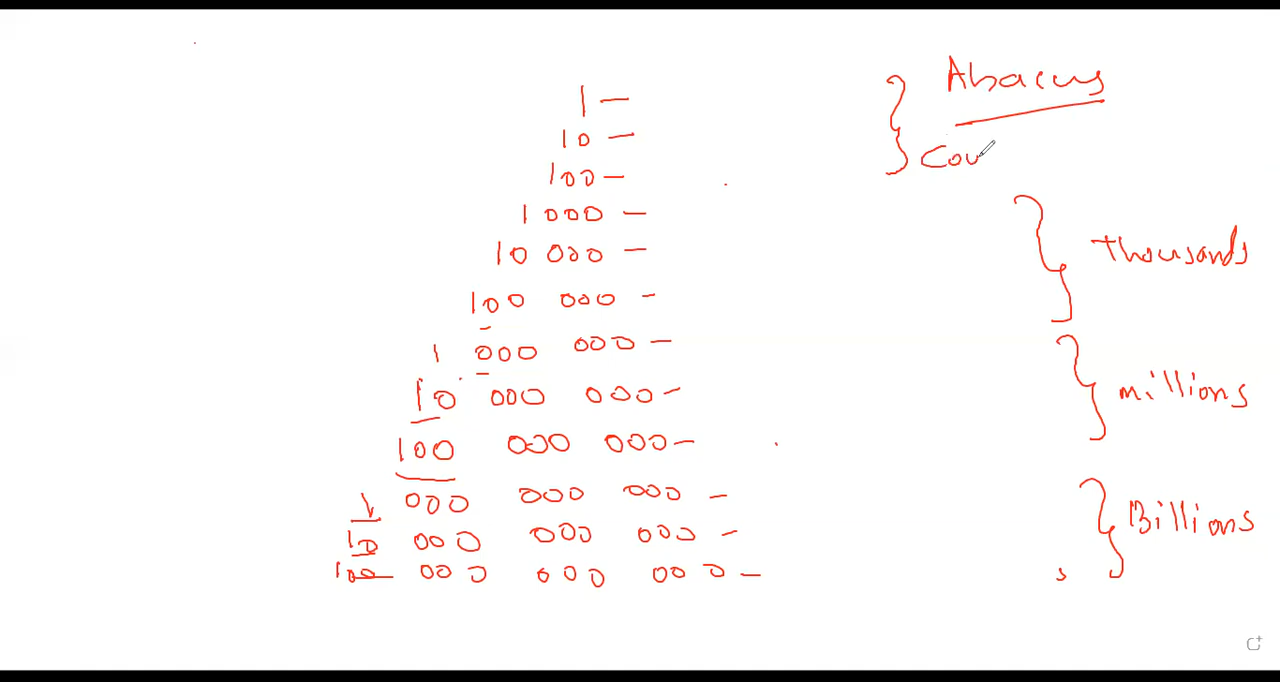 Abacus
1 –
10 –
Cou
100 –
1 000 –
10 000 –
thousands
100 000 –
1 000 000 –
10 000 000 –
millions
100 000 000 –
1 000 000 000 –
10 000 000 000 –
Billions
100 000 000 000 –